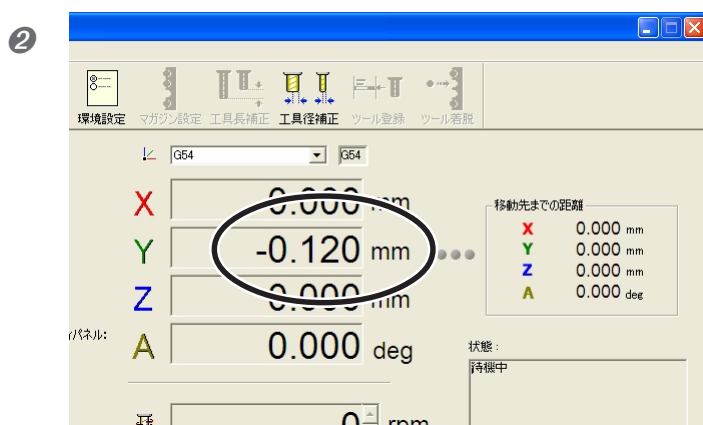 ❷
環境設定 マガジン設定 工具長補正 工具径補正 ツール登録 ツール着脱
G54 G54
X 0.000 mm
Y -0.120 mm
Z 0.000 mm
A 0.000 deg
移動先までの距離
X 0.000 mm
Y 0.000 mm
Z 0.000 mm
A 0.000 deg
ィパネル:
状態:
待機中
0 rpm